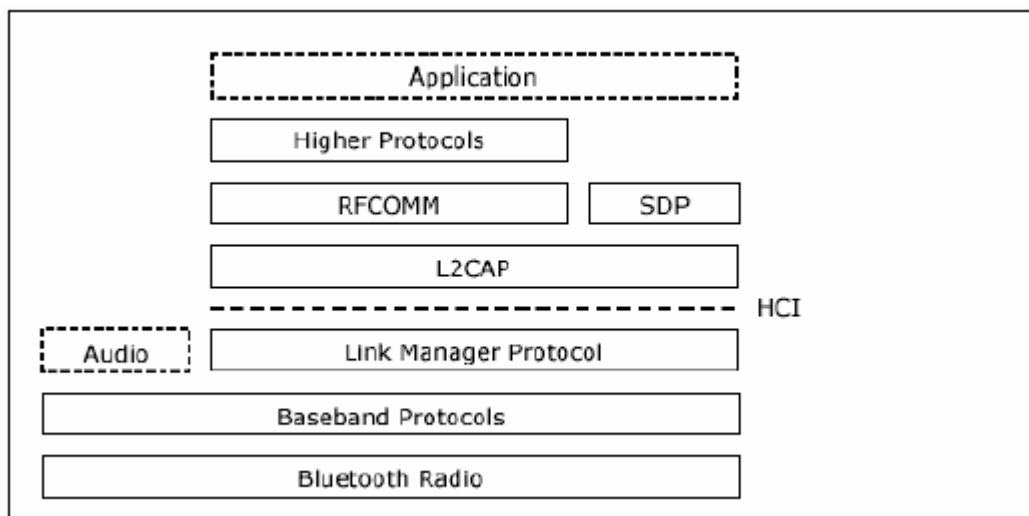 Application
Higher Protocols
RFCOMM
SDP
L2CAP
HCI
Audio
Link Manager Protocol
Baseband Protocols
Bluetooth Radio